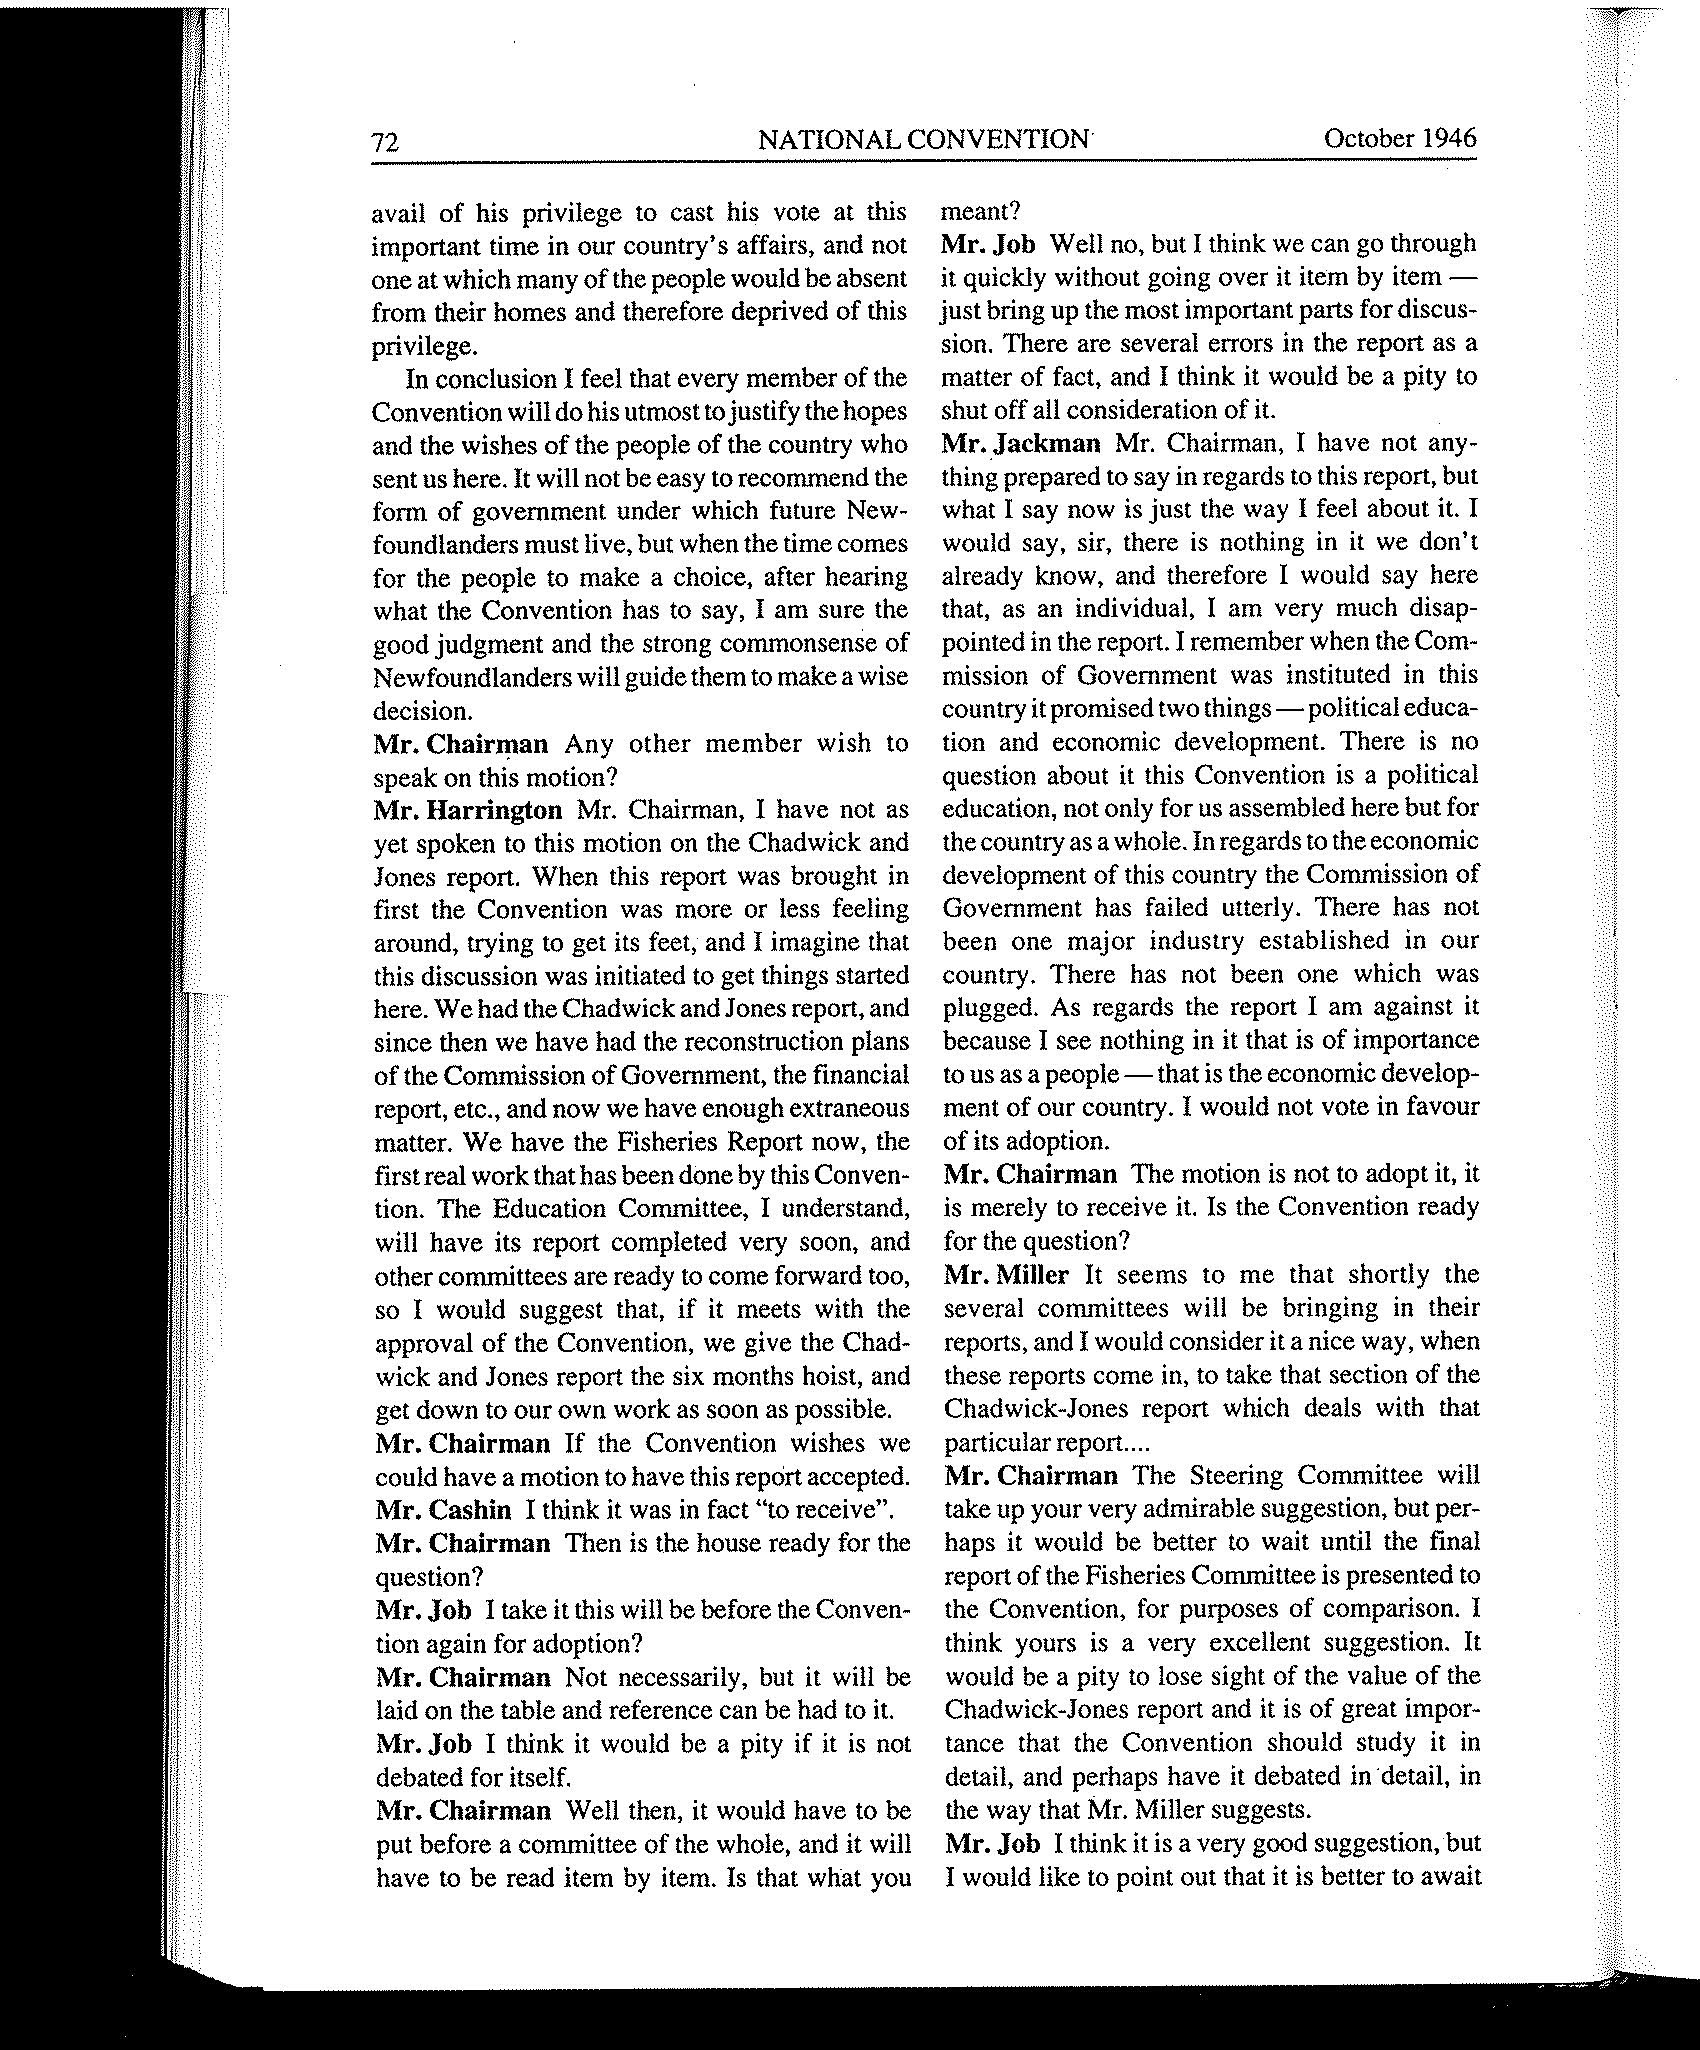 72
NATIONAL CONVENTION
October 1946
avail of his privilege to cast his vote at this
important time in our country's affairs, and not
one at which many of the people would be absent
from their homes and therefore deprived of this
privilege.
In conclusion I feel that every member of the
Convention will do his utmost to justify the hopes
and the wishes of the people of the country who
sent us here. It will not be easy to recommend the
form of government under which future New-
foundlanders must live, but when the time comes
for the people to make a choice, after hearing
what the Convention has to say, I am sure the
good judgment and the strong commonsense of
Newfoundlanders will guide them to make a wise
decision.
Mr. Chairman Any other member wish to
speak on this motion?
Mr. Harrington Mr. Chairman, I have not as
yet spoken to this motion on the Chadwick and
Jones report. When this report was brought in
first the Convention was more or less feeling
around, trying to get its feet, and I imagine that
this discussion was initiated to get things started
here. We had the Chadwick and Jones report, and
since then we have had the reconstruction plans
of the Commission of Government, the financial
report, etc., and now we have enough extraneous
matter. We have the Fisheries Report now, the
first real work that has been done by this Conven-
tion. The Education Committee, I understand,
will have its report completed very soon, and
other committees are ready to come forward too,
so I would suggest that, if it meets with the
approval of the Convention, we give the Chad-
wick and Jones report the six months hoist, and
get down to our own work as soon as possible.
Mr. Chairman If the Convention wishes we
could have a motion to have this report accepted.
Mr. Cashin I think it was in fact "to receive".
Mr. Chairman Then is the house ready for the
question?
Mr. Job I take it this will be before the Conven-
tion again for adoption?
Mr. Chairman Not necessarily, but it will be
laid on the table and reference can be had to it.
Mr. Job I think it would be a pity if it is not
debated for itself.
Mr. Chairman Well then, it would have to be
put before a committee of the whole, and it will
have to be read item by item. Is that what you
meant?
Mr. Job Well no, but I think we can go through
it quickly without going over it item by item —
just bring up the most important parts for discus-
sion. There are several errors in the report as a
matter of fact, and I think it would be a pity to
shut off all consideration of it.
Mr. Jackman Mr. Chairman, I have not any-
thing prepared to say in regards to this report, but
what I say now is just the way I feel about it. I
would say, sir, there is nothing in it we don't
already know, and therefore I would say here
that, as an individual, I am very much disap-
pointed in the report. I remember when the Com-
mission of Government was instituted in this
country it promised two things — political educa-
tion and economic development. There is no
question about it this Convention is a political
education, not only for us assembled here but for
the country as a whole. In regards to the economic
development of this country the Commission of
Government has failed utterly. There has not
been one major industry established in our
country. There has not been one which was
plugged. As regards the report I am against it
because I see nothing in it that is of importance
to us as a people — that is the economic develop-
ment of our country. I would not vote in favour
of its adoption.
Mr. Chairman The motion is not to adopt it, it
is merely to receive it. Is the Convention ready
for the question?
Mr. Miller It seems to me that shortly the
several committees will be bringing in their
reports, and I would consider it a nice way, when
these reports come in, to take that section of the
Chadwick-Jones report which deals with that
particular report....
Mr. Chairman The Steering Committee will
take up your very admirable suggestion, but per-
haps it would be better to wait until the final
report of the Fisheries Committee is presented to
the Convention, for purposes of comparison. I
think yours is a very excellent suggestion. It
would be a pity to lose sight of the value of the
Chadwick-Jones report and it is of great impor-
tance that the Convention should study it in
detail, and perhaps have it debated in detail, in
the way that Mr. Miller suggests.
Mr. Job I think it is a very good suggestion, but
I would like to point out that it is better to await